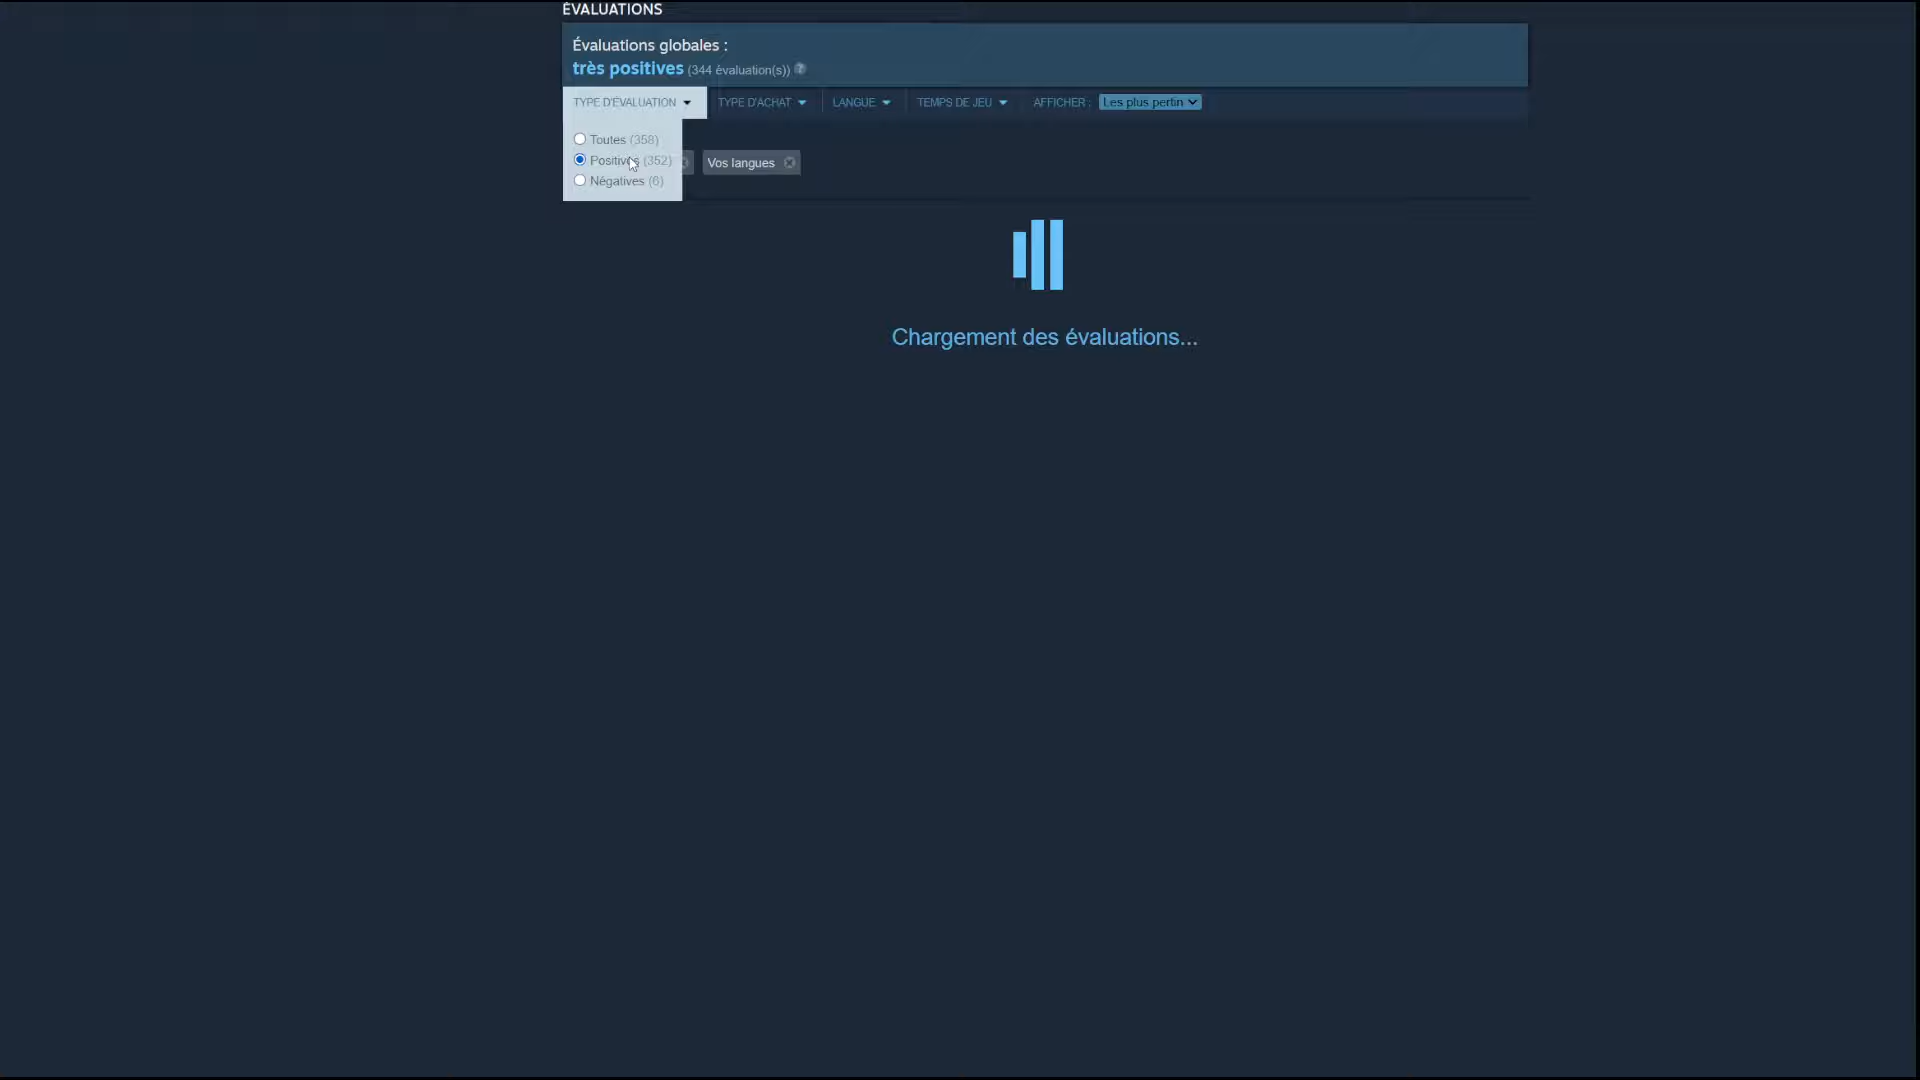 ÉVALUATIONS
Évaluations globales :
très positives (344 évaluation(s)) ?
TYPE D'ÉVALUATION TYPE D'ACHAT LANGUE TEMPS DE JEU AFFICHER : Les plus pertin
Toutes (358)
Positives (352) Vos langues
Négatives (6)
Chargement des évaluations...